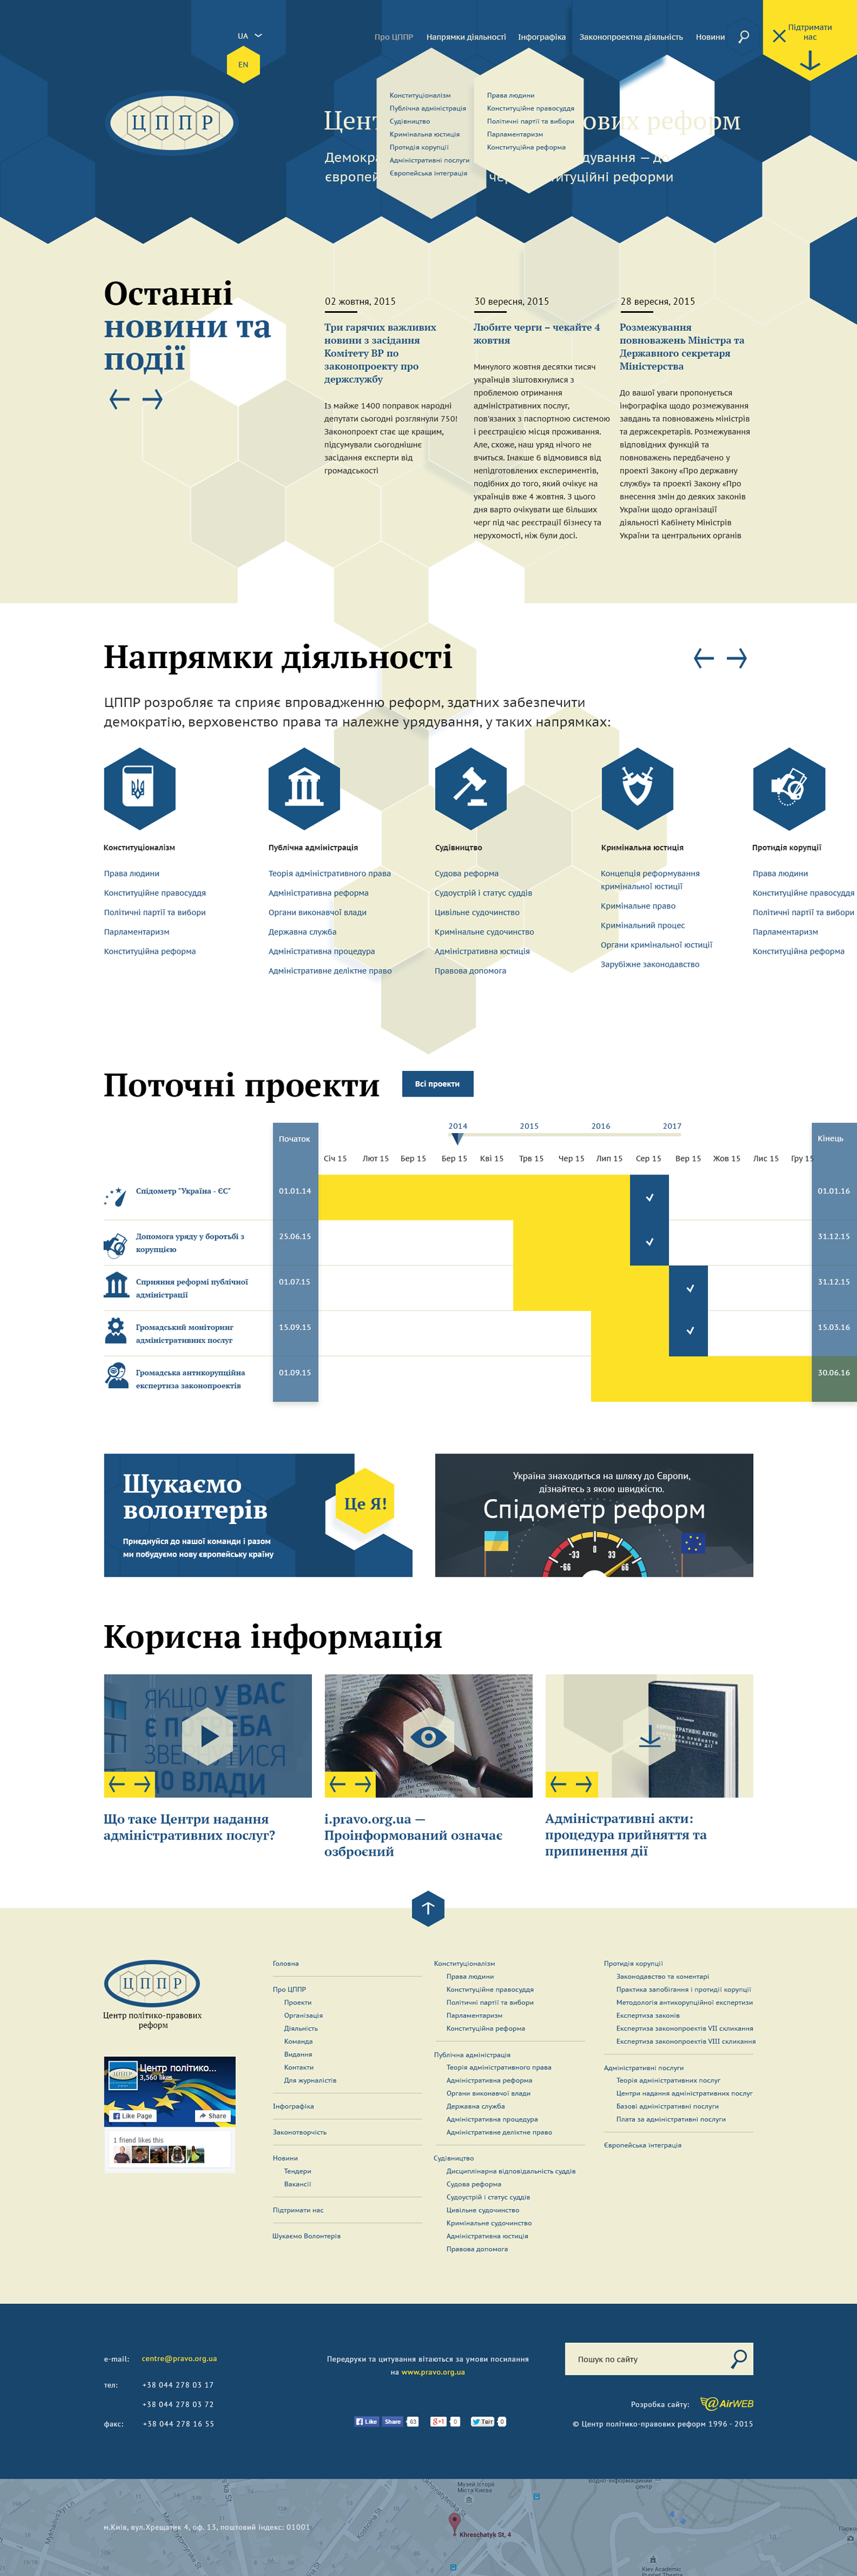 UA
EN
Про ЦППР
Напрямки діяльності
Інфографіка
Законопроектна діяльність
Новини
Підтримати
нас
Конституціоналізм
Публічна адміністрація
Судівництво
Кримінальна юстиція
Протидія корупції
Адміністративні послуги
Європейська інтеграція
Права людини
Конституційне правосуддя
Політичні партії та вибори
Парламентаризм
Конституційна реформа
ЦППР
Цент
ових реформ
Демокра
дування — до
європей
че
итуційні реформи
Останні
новини та
події
02 жовтня, 2015
Три гарячих важливих
новини з засідання
Комітету ВР по
законопроекту про
держслужбу
Із майже 1400 поправок народні
депутати сьогодні розглянули 750!
Законопроект стає ще кращим,
підсумували сьогоднішнє
засідання експерти від
громадськості
30 вересня, 2015
Любите черги – чекайте 4
жовтня
Минулого жовтня десятки тисяч
українців зіштовхнулися з
проблемою отримання
адміністративних послуг,
пов'язаних з паспортною системою
і реєстрацією місця проживання.
Але, схоже, наш уряд нічого не
вчиться. Інакше б відмовився від
непідготовлених експериментів,
подібних до того, який очікує на
українців вже 4 жовтня. З цього
дня варто очікувати ще більших
черг під час реєстрації бізнесу та
нерухомості, ніж були досі.
28 вересня, 2015
Розмежування
повноважень Міністра та
Державного секретаря
Міністерства
До вашої уваги пропонується
інфографіка щодо розмежування
завдань та повноважень міністрів
та держсекретарів. Розмежування
відповідних функцій та
повноважень передбачено у
проекті Закону «Про державну
службу» та проекті Закону «Про
внесення змін до деяких законів
України щодо організації
діяльності Кабінету Міністрів
України та центральних органів
Напрямки діяльності
ЦППР розробляє та сприяє впровадженню реформ, здатних забезпечити
демократію, верховенство права та належне урядування, у таких напрямках:
Конституціоналізм
Права людини
Конституційне правосуддя
Політичні партії та вибори
Парламентаризм
Конституційна реформа
Публічна адміністрація
Теорія адміністративного права
Адміністративна реформа
Органи виконавчої влади
Державна служба
Адміністративна процедура
Адміністративне деліктне право
Судівництво
Судова реформа
Судоустрій і статус суддів
Цивільне судочинство
Кримінальне судочинство
Адміністративна юстиція
Правова допомога
Кримінальна юстиція
Концепція реформування
кримінальної юстиції
Кримінальне право
Кримінальний процес
Органи кримінальної юстиції
Зарубіжне законодавство
Протидія корупції
Права людини
Конституційне правосуддя
Політичні партії та вибори
Парламентаризм
Конституційна реформа
Поточні проекти
Всі проекти
2014 2015 2016 2017
Початок
Січ 15 Лют 15 Бер 15 Бер 15 Кві 15 Трв 15 Чер 15 Лип 15 Сер 15 Вер 15 Жов 15 Лис 15 Гру 15
Кінець
Спідометр "Україна - ЄС"
01.01.14
01.01.16
Допомога уряду у боротьбі з
корупцією
25.06.15
31.12.15
Сприяння реформі публічної
адміністрації
01.07.15
31.12.15
Громадський моніторинг
адміністративних послуг
15.09.15
15.03.16
Громадська антикорупційна
експертиза законопроектів
01.09.15
30.06.16
Шукаємо
волонтерів
Приєднуйся до нашої команди і разом
ми побудуємо нову європейську країну
Це Я!
Україна знаходиться на шляху до Європи,
дізнайтесь з якою швидкістю.
Спідометр реформ
-66 -33 0 33 66
Корисна інформація
ЯКЩО У ВАС
Є ПОТРЕБА
ЗВЕРНУТИСЯ
ДО ВЛАДИ
Що таке Центри надання
адміністративних послуг?
i.pravo.org.ua —
Проінформований означає
озброєний
Адміністративні акти:
процедура прийняття та
припинення дії
ЦППР
Центр політико-правових
реформ
Центр політико...
3,560 likes
Like Page
Share
1 friend likes this
Головна
Про ЦППР
Проекти
Організація
Діяльність
Команда
Видання
Контакти
Для журналістів
Інфографіка
Законотворчість
Новини
Тендери
Вакансії
Підтримати нас
Шукаємо Волонтерів
Конституціоналізм
Права людини
Конституційне правосуддя
Політичні партії та вибори
Парламентаризм
Конституційна реформа
Публічна адміністрація
Теорія адміністративного права
Адміністративна реформа
Органи виконавчої влади
Державна служба
Адміністративна процедура
Адміністративне деліктне право
Судівництво
Дисциплінарна відповідальність суддів
Судова реформа
Судоустрій і статус суддів
Цивільне судочинство
Кримінальне судочинство
Адміністративна юстиція
Правова допомога
Протидія корупції
Законодавство та коментарі
Практика запобігання і протидії корупції
Методологія антикорупційної експертизи
Експертиза законів
Експертиза законопроектів VII скликання
Експертиза законопроектів VIII скликання
Адміністративні послуги
Теорія адміністративних послуг
Центри надання адміністративних послуг
Базові адміністративні послуги
Плата за адміністративні послуги
Європейська інтеграція
e-mail: centre@pravo.org.ua
тел: +38 044 278 03 17
+38 044 278 03 72
факс: +38 044 278 16 55
Передруки та цитування вітаються за умови посилання
на www.pravo.org.ua
Like Share 63
+1 0
Твіт 0
Пошук по сайту
Розробка сайту: AirWEB
© Центр політико-правових реформ 1996 - 2015
м.Київ, вул.Хрещатик 4, оф. 13, поштовий індекс: 01001
Музей Історії
Міста Києва
Khreschatyk St, 4
Kiev Academic